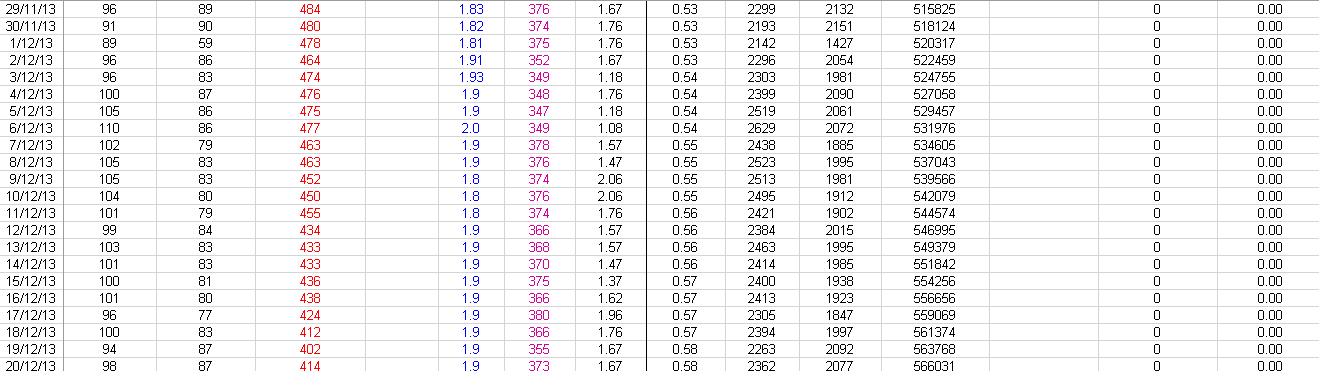 29/11/13 96 89 484 1.83 376 1.67 0.53 2299 2132 515825 0 0.00
30/11/13 91 90 480 1.82 374 1.76 0.53 2193 2151 518124 0 0.00
1/12/13 89 59 478 1.81 375 1.76 0.53 2142 1427 520317 0 0.00
2/12/13 96 86 464 1.91 352 1.67 0.53 2296 2054 522459 0 0.00
3/12/13 96 83 474 1.93 349 1.18 0.54 2303 1981 524755 0 0.00
4/12/13 100 87 476 1.9 348 1.76 0.54 2399 2090 527058 0 0.00
5/12/13 105 86 475 1.9 347 1.18 0.54 2519 2061 529457 0 0.00
6/12/13 110 86 477 2.0 349 1.08 0.54 2629 2072 531976 0 0.00
7/12/13 102 79 463 1.9 378 1.57 0.55 2438 1885 534605 0 0.00
8/12/13 105 83 463 1.9 376 1.47 0.55 2523 1995 537043 0 0.00
9/12/13 105 83 452 1.8 374 2.06 0.55 2513 1981 539566 0 0.00
10/12/13 104 80 450 1.8 376 2.06 0.55 2495 1912 542079 0 0.00
11/12/13 101 79 455 1.8 374 1.76 0.56 2421 1902 544574 0 0.00
12/12/13 99 84 434 1.9 366 1.57 0.56 2384 2015 546995 0 0.00
13/12/13 103 83 433 1.9 368 1.57 0.56 2463 1995 549379 0 0.00
14/12/13 101 83 433 1.9 370 1.47 0.56 2414 1985 551842 0 0.00
15/12/13 100 81 436 1.9 375 1.37 0.57 2400 1938 554256 0 0.00
16/12/13 101 80 438 1.9 366 1.62 0.57 2413 1923 556656 0 0.00
17/12/13 96 77 424 1.9 380 1.96 0.57 2305 1847 559069 0 0.00
18/12/13 100 83 412 1.9 366 1.76 0.57 2394 1997 561374 0 0.00
19/12/13 94 87 402 1.9 355 1.67 0.58 2263 2092 563768 0 0.00
20/12/13 98 87 414 1.9 373 1.67 0.58 2362 2077 566031 0 0.00